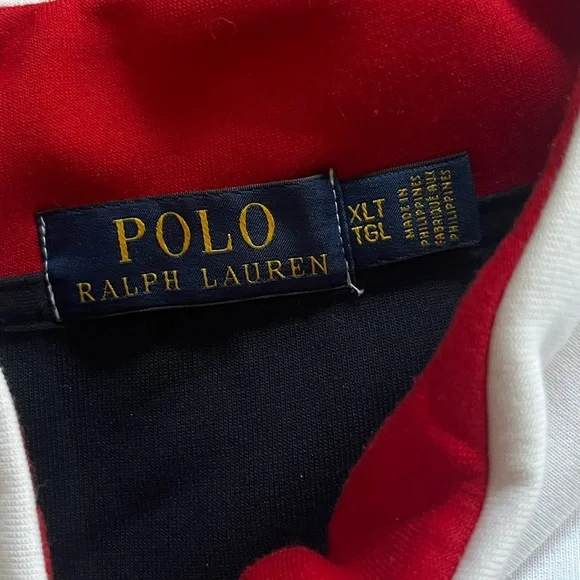 POLO
RALPH LAUREN
XLT
TGL
MADE IN
PHILIPPINES
FABRIQUÉ AUX
PHILIPPINES